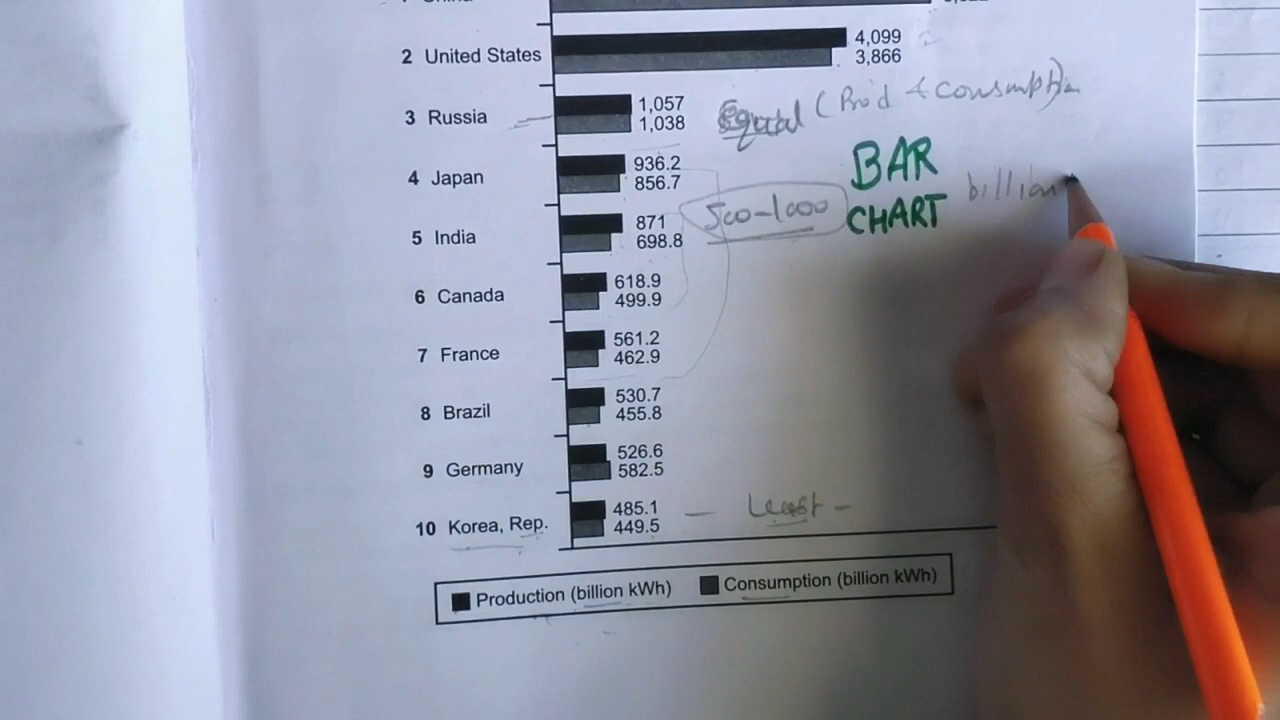 2 United States
4,099
3,866
3 Russia
1,057
1,038
Equal (Prod + consumption)
4 Japan
936.2
856.7
BAR
CHART
billion
500-1000
5 India
871
698.8
6 Canada
618.9
499.9
7 France
561.2
462.9
8 Brazil
530.7
455.8
9 Germany
526.6
582.5
10 Korea, Rep.
485.1
449.5
— Least —
Production (billion kWh)
Consumption (billion kWh)